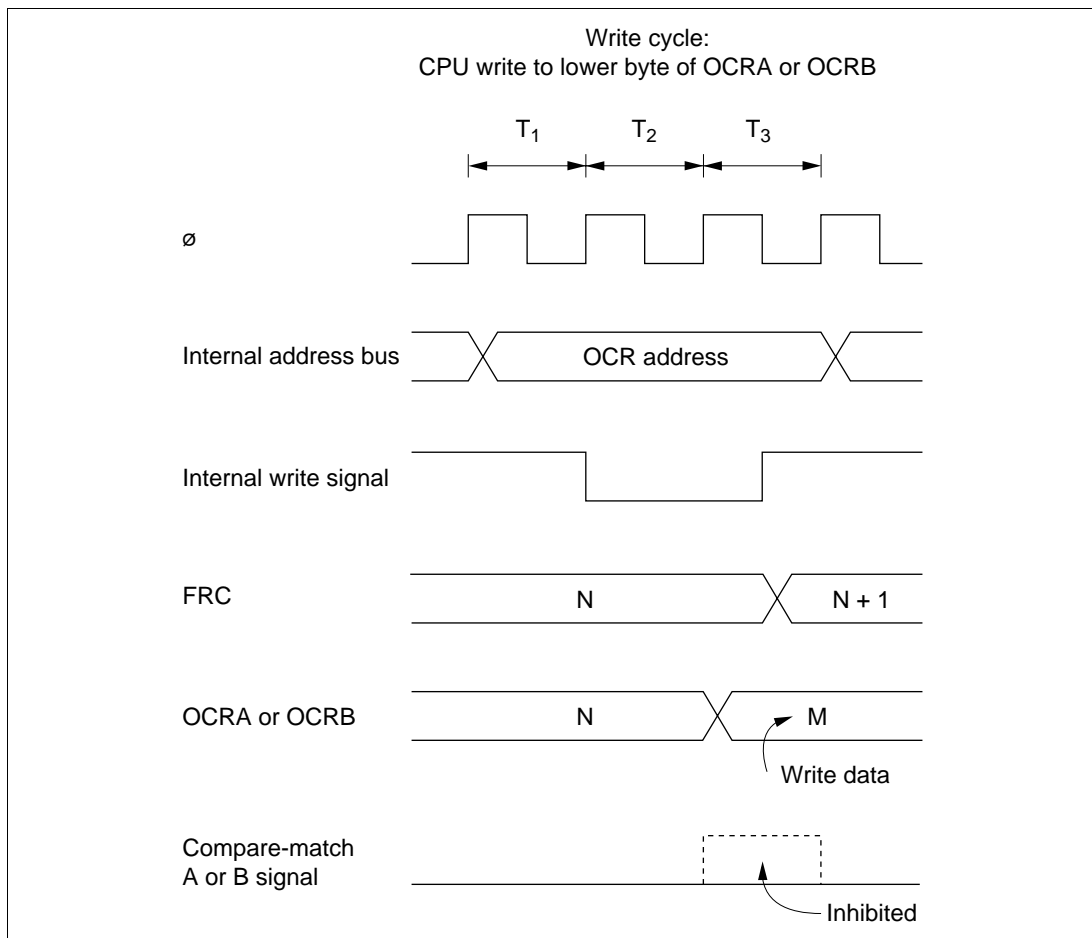 Write cycle:
CPU write to lower byte of OCRA or OCRB
T1 T2 T3
ø
Internal address bus
OCR address
Internal write signal
FRC
N
N + 1
OCRA or OCRB
N
M
Write data
Compare-match
A or B signal
Inhibited